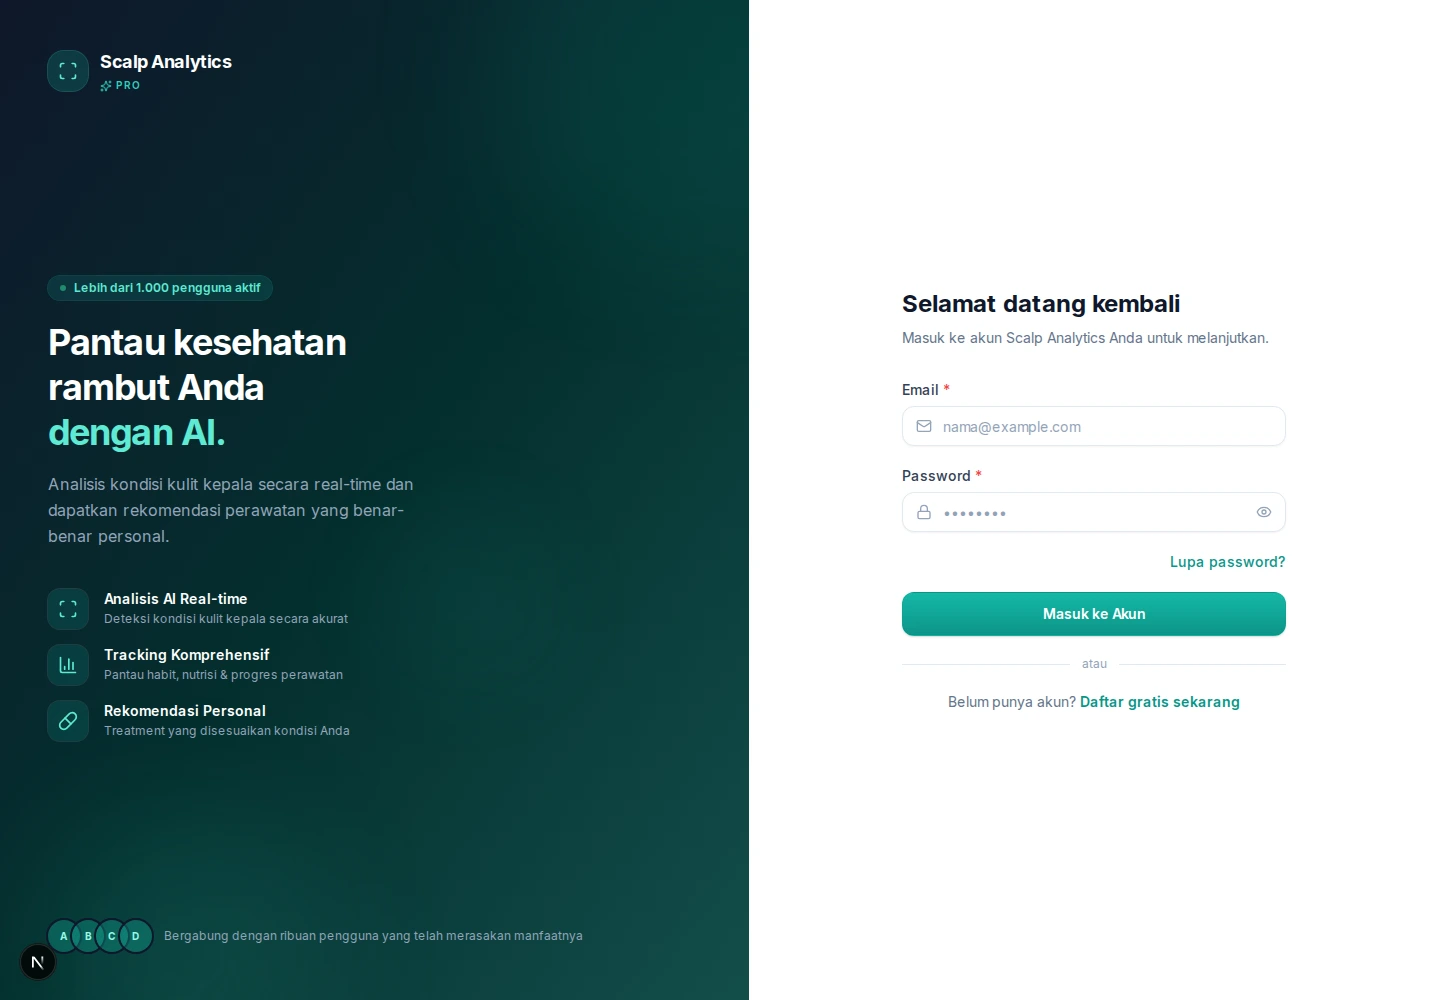 Scalp Analytics
PRO
Lebih dari 1.000 pengguna aktif
Pantau kesehatan
rambut Anda
dengan AI.
Analisis kondisi kulit kepala secara real-time dan
dapatkan rekomendasi perawatan yang benar-
benar personal.
Analisis AI Real-time
Deteksi kondisi kulit kepala secara akurat
Tracking Komprehensif
Pantau habit, nutrisi & progres perawatan
Rekomendasi Personal
Treatment yang disesuaikan kondisi Anda
A B C D
Bergabung dengan ribuan pengguna yang telah merasakan manfaatnya
N
Selamat datang kembali
Masuk ke akun Scalp Analytics Anda untuk melanjutkan.
Email *
nama@example.com
Password *
••••••••
Lupa password?
Masuk ke Akun
atau
Belum punya akun? Daftar gratis sekarang